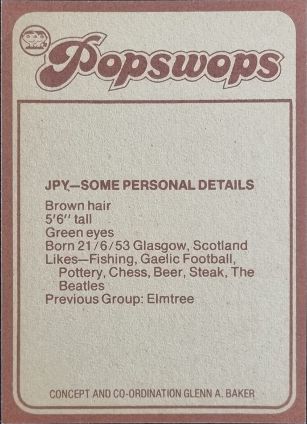 Popswops
JPY.—SOME PERSONAL DETAILS
Brown hair
5'6'' tall
Green eyes
Born 21/6/53 Glasgow, Scotland
Likes—Fishing, Gaelic Football,
Pottery, Chess, Beer, Steak, The
Beatles
Previous Group: Elmtree
CONCEPT AND CO-ORDINATION GLENN A. BAKER